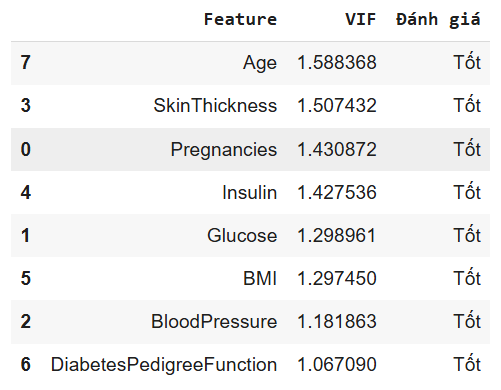 Feature VIF Đánh giá
7 Age 1.588368 Tốt
3 SkinThickness 1.507432 Tốt
0 Pregnancies 1.430872 Tốt
4 Insulin 1.427536 Tốt
1 Glucose 1.298961 Tốt
5 BMI 1.297450 Tốt
2 BloodPressure 1.181863 Tốt
6 DiabetesPedigreeFunction 1.067090 Tốt